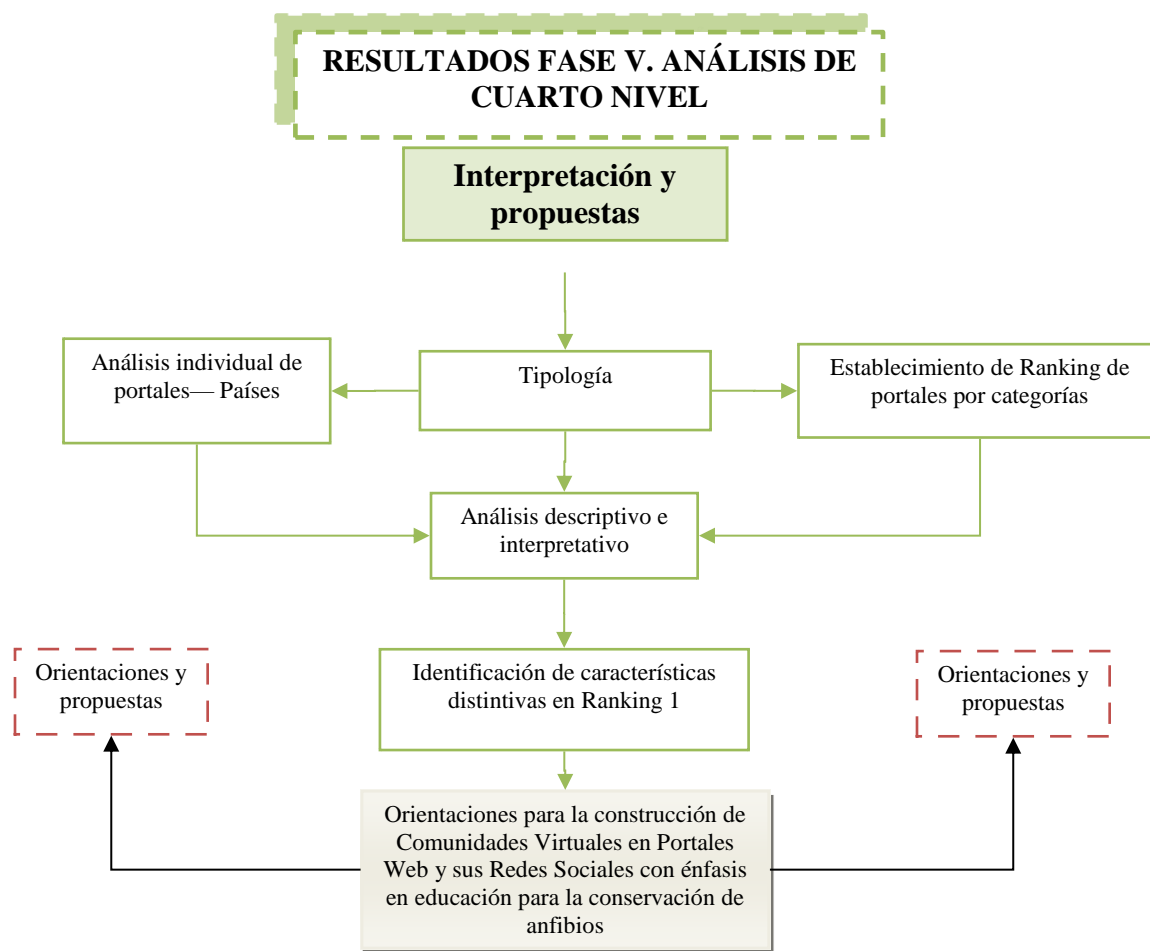 RESULTADOS FASE V. ANÁLISIS DE
CUARTO NIVEL
Interpretación y
propuestas
Análisis individual de
portales— Países
Tipología
Establecimiento de Ranking de
portales por categorías
Análisis descriptivo e
interpretativo
Orientaciones y
propuestas
Identificación de características
distintivas en Ranking 1
Orientaciones y
propuestas
Orientaciones para la construcción de
Comunidades Virtuales en Portales
Web y sus Redes Sociales con énfasis
en educación para la conservación de
anfibios